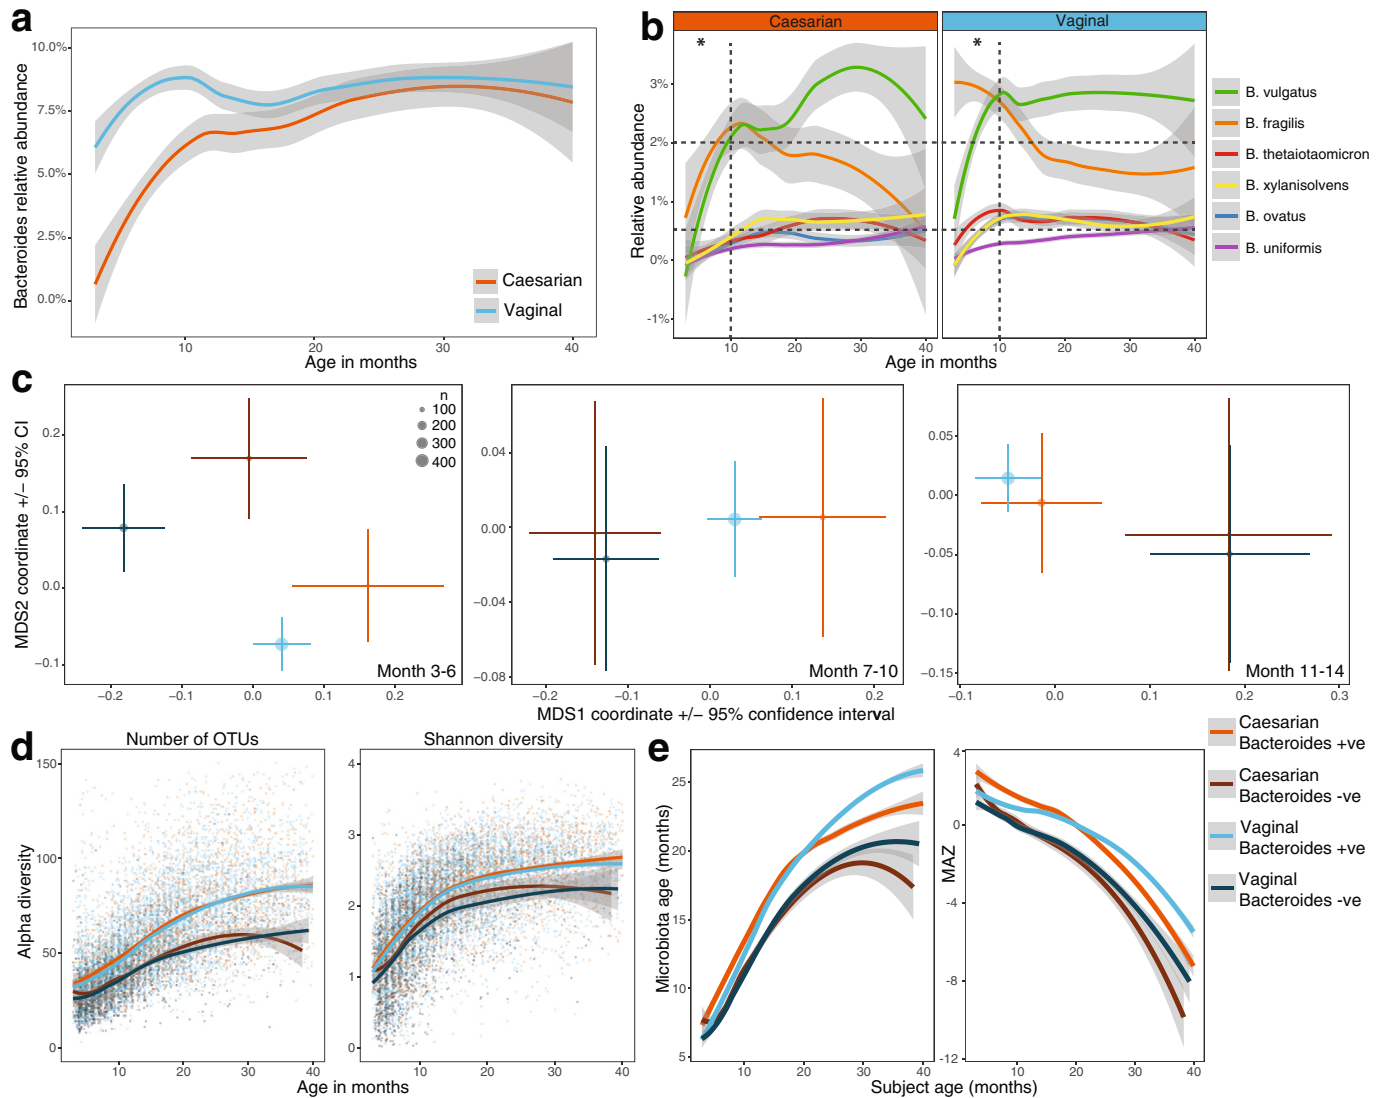 a
10.0%
7.5%
5.0%
2.5%
0.0%
Bacteroides relative abundance
Caesarian
Vaginal
10 20 30 40
Age in months
b
Caesarian Vaginal
* *
3%
2%
1%
0%
-1%
Relative abundance
10 20 30 40 10 20 30 40
Age in months
B. vulgatus
B. fragilis
B. thetaiotaomicron
B. xylanisolvens
B. ovatus
B. uniformis
c
MDS2 coordinate +/− 95% CI
0.2
0.1
0.0
−0.1
n
100
200
300
400
Month 3-6
−0.2 −0.1 0.0 0.1 0.2
0.04
0.00
−0.04
−0.08
Month 7-10
−0.2 −0.1 0.0 0.1 0.2
0.05
0.00
−0.05
−0.10
−0.15
Month 11-14
−0.1 0.0 0.1 0.2 0.3
MDS1 coordinate +/− 95% confidence interval
d
Number of OTUs
Shannon diversity
Alpha diversity
150
100
50
0
10 20 30 40
4
3
2
1
0
10 20 30 40
Age in months
e
Microbiota age (months)
25
20
15
10
5
10 20 30 40
MAZ
4
0
-4
-8
-12
10 20 30 40
Subject age (months)
Caesarian
Bacteroides +ve
Caesarian
Bacteroides -ve
Vaginal
Bacteroides +ve
Vaginal
Bacteroides -ve